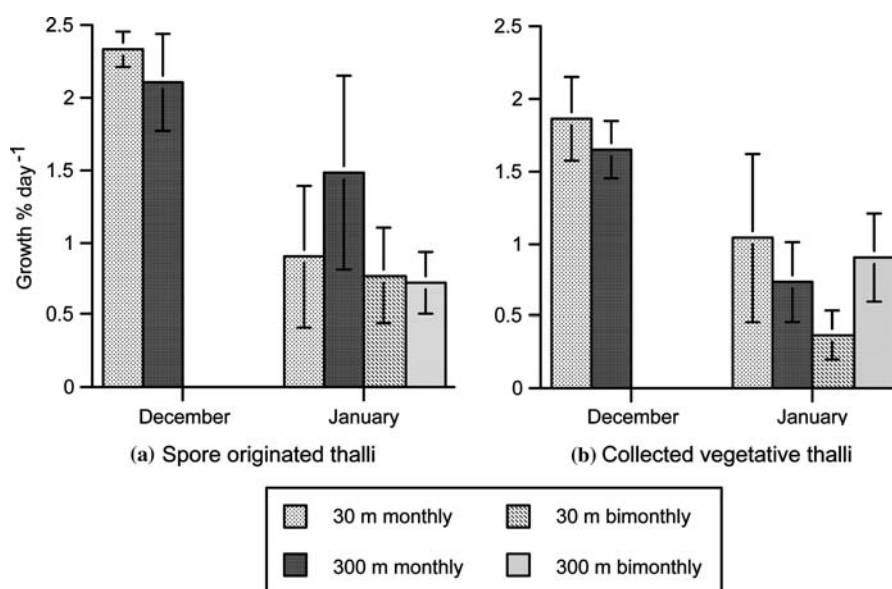 2.5
2
1.5
1
0.5
0
Growth % day-1
December January
(a) Spore originated thalli
2.5
2
1.5
1
0.5
0
December January
(b) Collected vegetative thalli
30 m monthly 30 m bimonthly
300 m monthly 300 m bimonthly